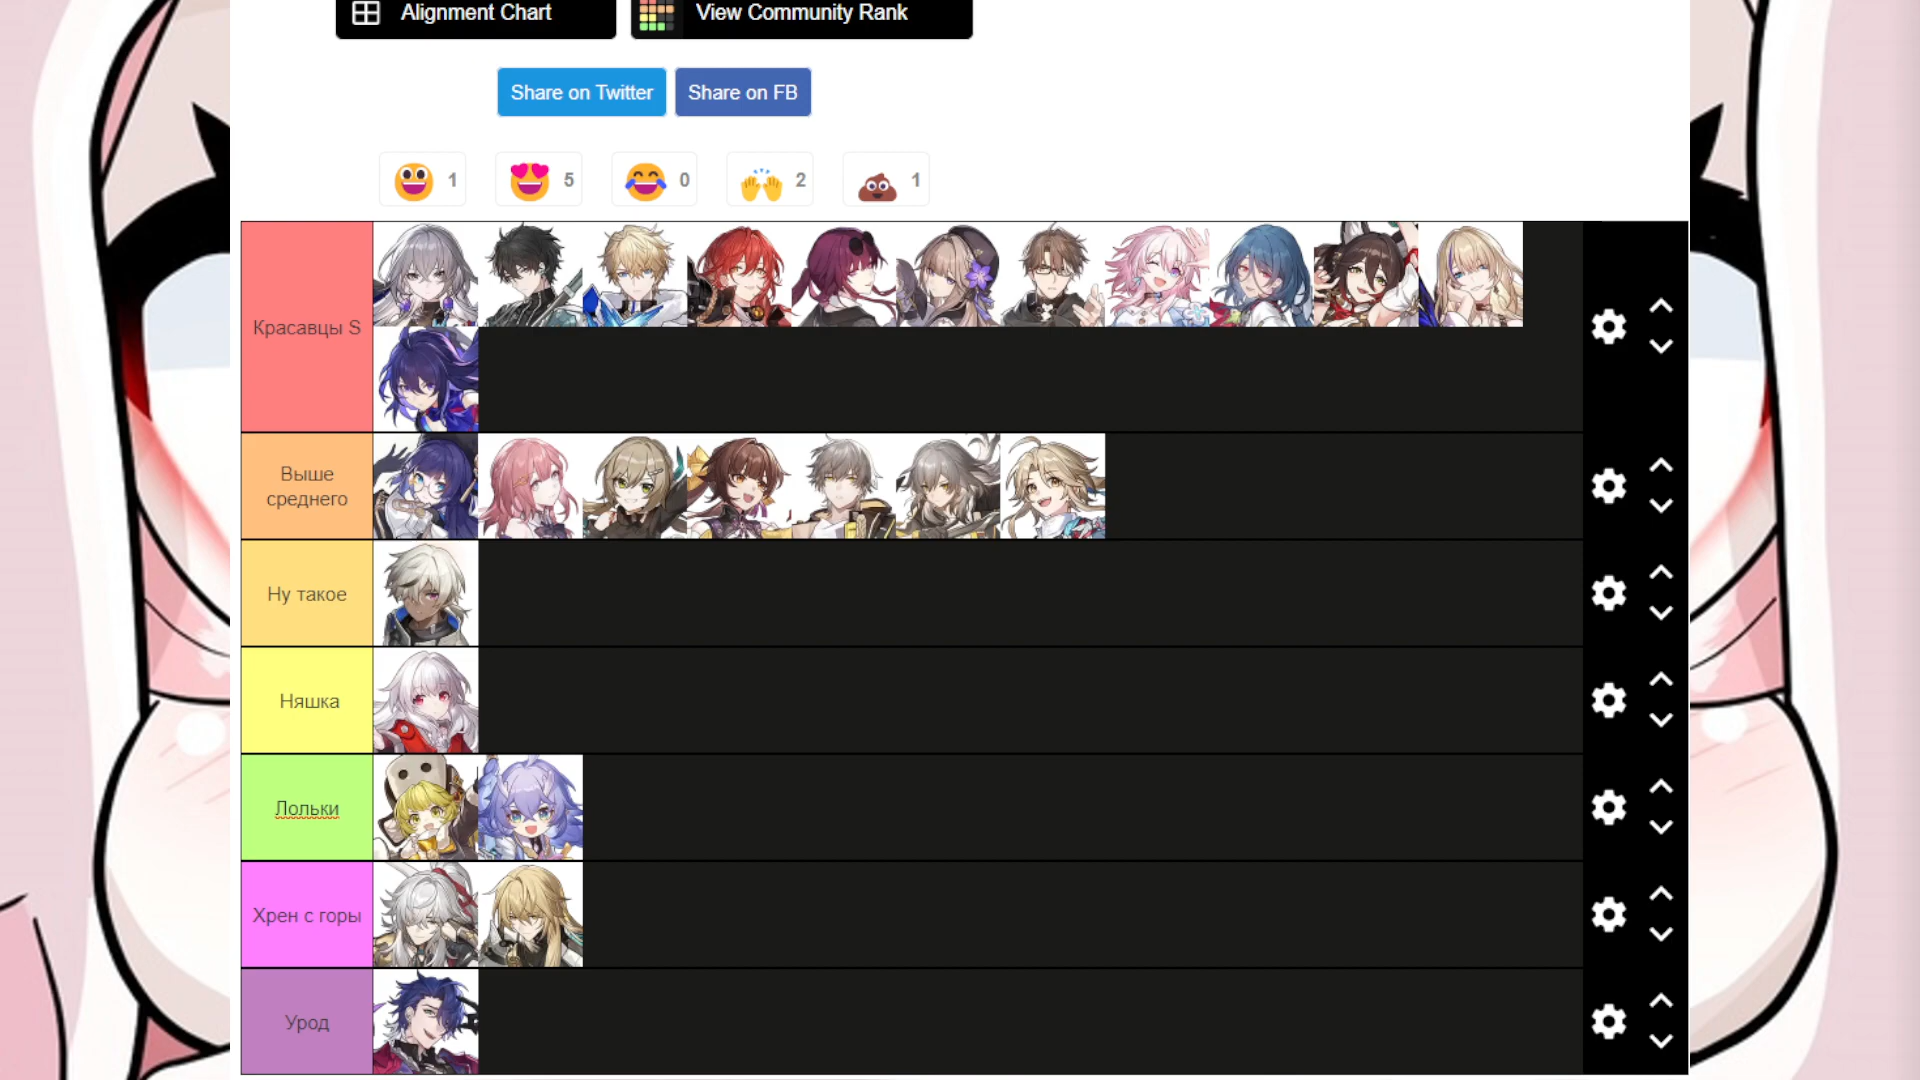 Alignment Chart
View Community Rank
Share on Twitter
Share on FB
1
5
0
2
1
Красавцы S
Выше
среднего
Ну такое
Няшка
Лольки
Хрен с горы
Урод